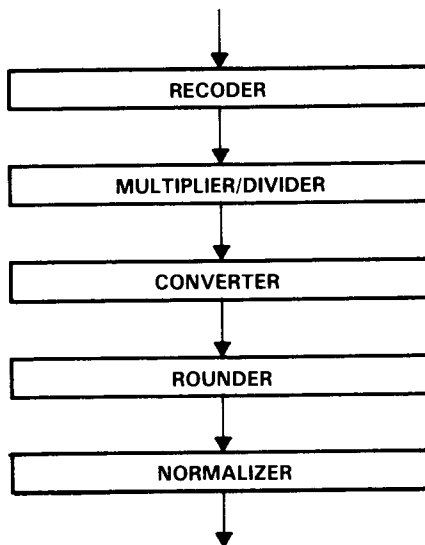 RECODER
MULTIPLIER/DIVIDER
CONVERTER
ROUNDER
NORMALIZER